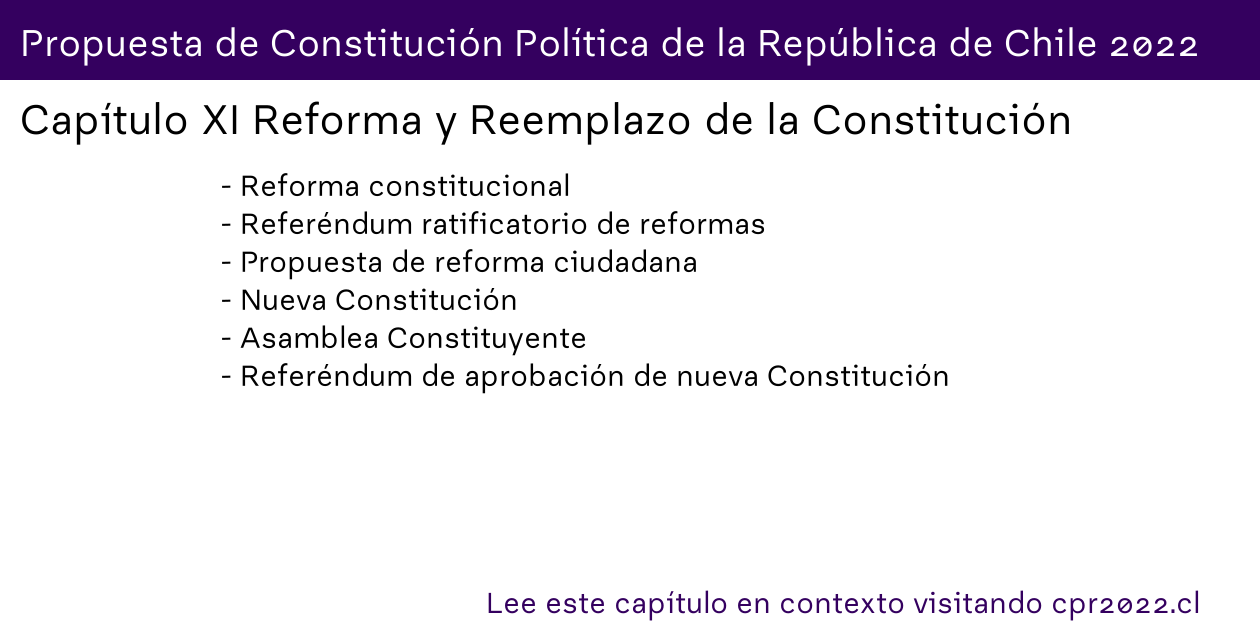 Propuesta de Constitución Política de la República de Chile 2022
Capítulo XI Reforma y Reemplazo de la Constitución
- Reforma constitucional
- Referéndum ratificatorio de reformas
- Propuesta de reforma ciudadana
- Nueva Constitución
- Asamblea Constituyente
- Referéndum de aprobación de nueva Constitución
Lee este capítulo en contexto visitando cpr2022.cl